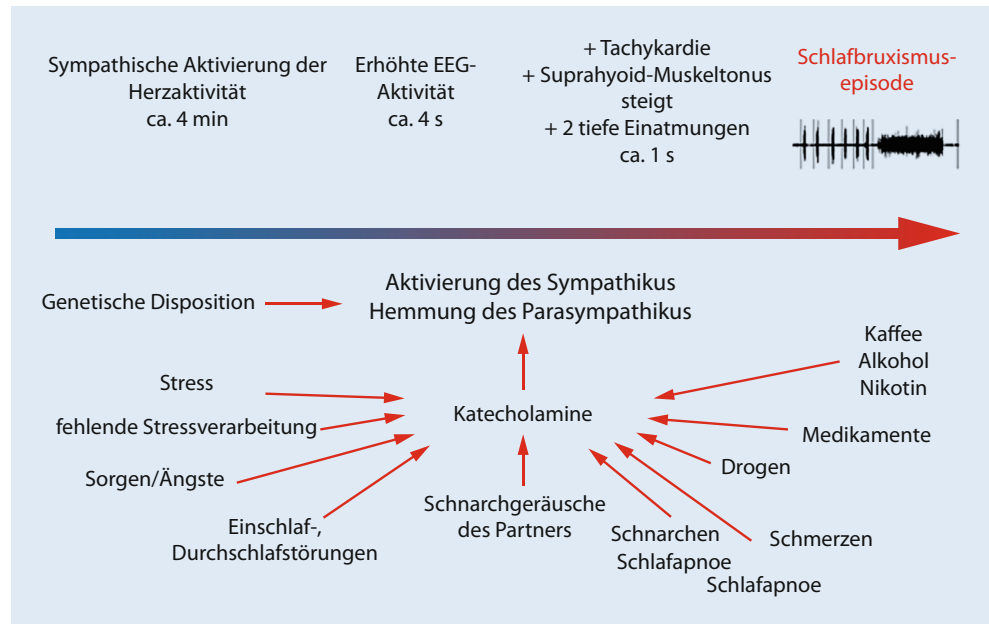 Sympathische Aktivierung der
Herzaktivität
ca. 4 min
Erhöhte EEG-
Aktivität
ca. 4 s
+ Tachykardie
+ Suprahyoid-Muskeltonus
steigt
+ 2 tiefe Einatmungen
ca. 1 s
Schlafbruxismus-
episode
Genetische Disposition
Aktivierung des Sympathikus
Hemmung des Parasympathikus
Stress
fehlende Stressverarbeitung
Sorgen/Ängste
Einschlaf-,
Durchschlafstörungen
Katecholamine
Schnarchgeräusche
des Partners
Kaffee
Alkohol
Nikotin
Medikamente
Drogen
Schnarchen
Schlafapnoe
Schmerzen
Schlafapnoe